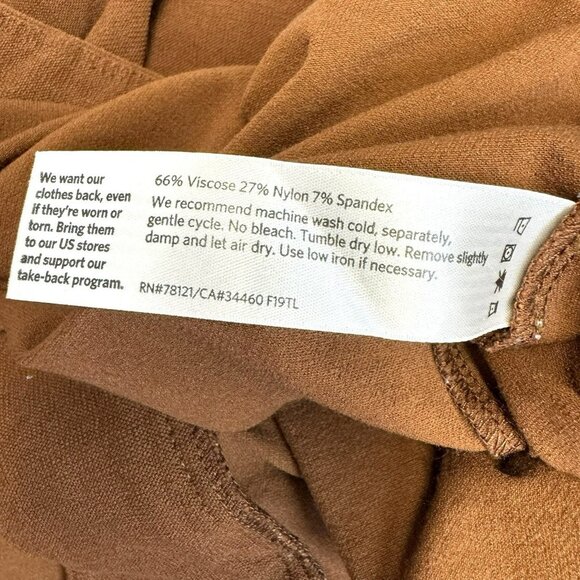 We want our
clothes back, even
if they're worn or
torn. Bring them
to our US stores
and support our
take-back program.
66% Viscose 27% Nylon 7% Spandex
We recommend machine wash cold, separately,
gentle cycle. No bleach. Tumble dry low. Remove slightly
damp and let air dry. Use low iron if necessary.
RN#78121/CA#34460 F19TL